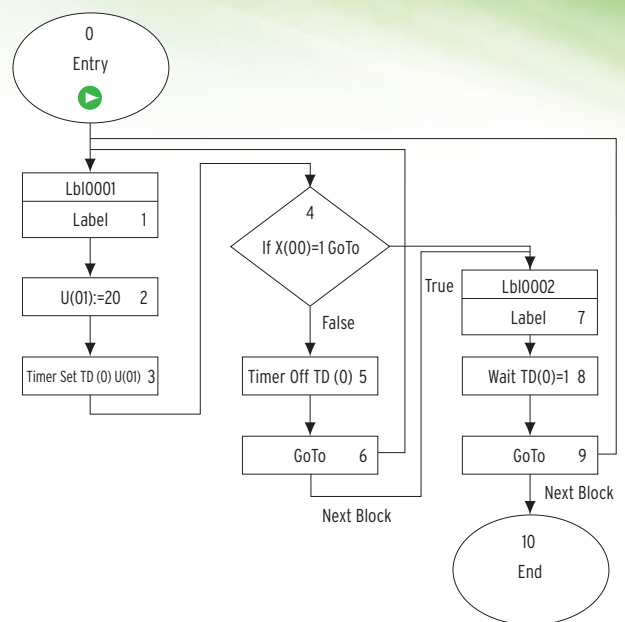 0
Entry
Lbl0001
Label 1
U(01):=20 2
Timer Set TD (0) U(01) 3
4
If X(00)=1 GoTo
True
False
Timer Off TD (0) 5
GoTo 6
Next Block
Lbl0002
Label 7
Wait TD(0)=1 8
GoTo 9
Next Block
10
End